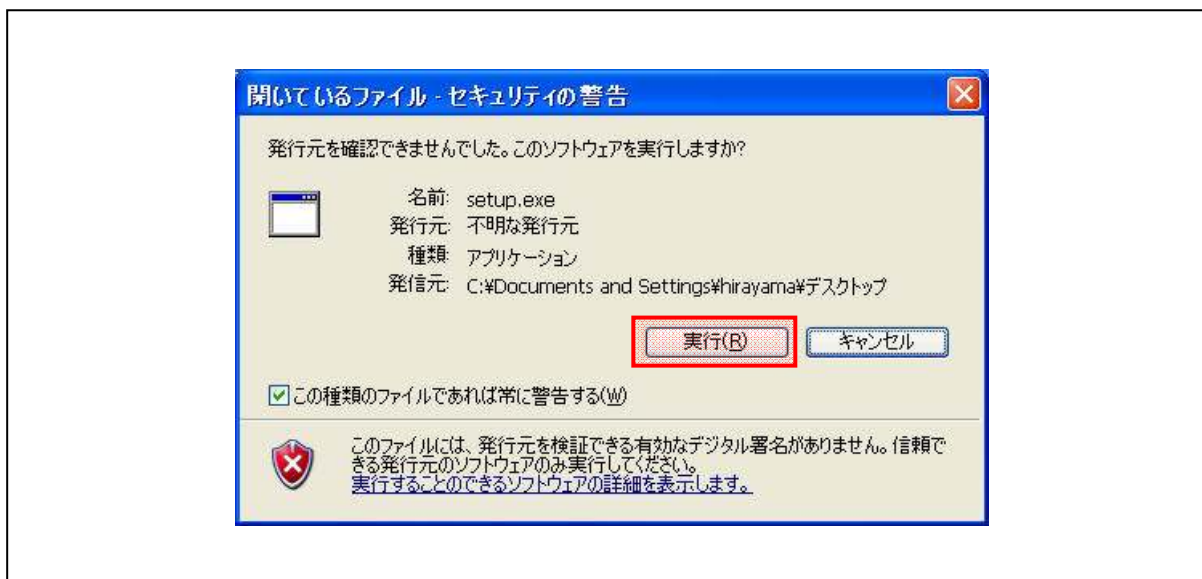 開いているファイル - セキュリティの警告
発行元を確認できませんでした。このソフトウェアを実行しますか?
名前: setup.exe
発行元: 不明な発行元
種類: アプリケーション
発信元: C:¥Documents and Settings¥hirayama¥デスクトップ
実行(R) キャンセル
この種類のファイルであれば常に警告する(W)
このファイルには、発行元を検証できる有効なデジタル署名がありません。信頼で
きる発行元のソフトウェアのみ実行してください。
実行することのできるソフトウェアの詳細を表示します。